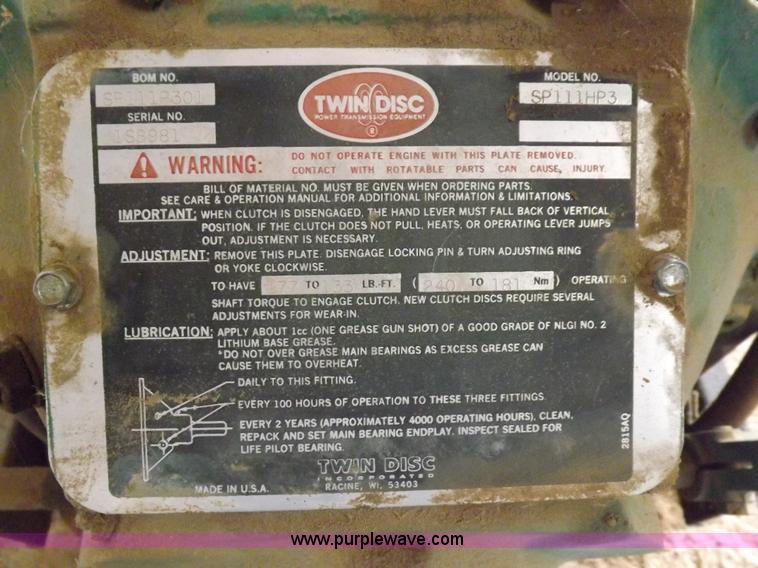 BOM NO.
SERIAL NO.
1S8981
TWIN DISC
POWER TRANSMISSION EQUIPMENT
®
MODEL NO.
SP111HP3
WARNING: DO NOT OPERATE ENGINE WITH THIS PLATE REMOVED.
CONTACT WITH ROTATABLE PARTS CAN CAUSE INJURY.
BILL OF MATERIAL NO. MUST BE GIVEN WHEN ORDERING PARTS.
SEE CARE & OPERATION MANUAL FOR ADDITIONAL INFORMATION & LIMITATIONS.
IMPORTANT: WHEN CLUTCH IS DISENGAGED, THE HAND LEVER MUST FALL BACK OF VERTICAL
POSITION. IF THE CLUTCH DOES NOT PULL, HEATS, OR OPERATING LEVER JUMPS
OUT, ADJUSTMENT IS NECESSARY.
ADJUSTMENT: REMOVE THIS PLATE. DISENGAGE LOCKING PIN & TURN ADJUSTING RING
OR YOKE CLOCKWISE.
TO HAVE TO LB.-FT. ( 240 TO 181 Nm ) OPERATING
SHAFT TORQUE TO ENGAGE CLUTCH. NEW CLUTCH DISCS REQUIRE SEVERAL
ADJUSTMENTS FOR WEAR-IN.
LUBRICATION: APPLY ABOUT 1cc (ONE GREASE GUN SHOT) OF A GOOD GRADE OF NLGI NO. 2
LITHIUM BASE GREASE.
*DO NOT OVER GREASE MAIN BEARINGS AS EXCESS GREASE CAN
CAUSE THEM TO OVERHEAT.
DAILY TO THIS FITTING.
EVERY 100 HOURS OF OPERATION TO THESE THREE FITTINGS
EVERY 2 YEARS (APPROXIMATELY 4000 OPERATING HOURS), CLEAN,
REPACK AND SET MAIN BEARING ENDPLAY. INSPECT SEALED FOR
LIFE PILOT BEARING.
2815AQ
TWIN DISC
INCORPORATED
RACINE, WI, 53403
MADE IN U.S.A.
www.purplewave.com